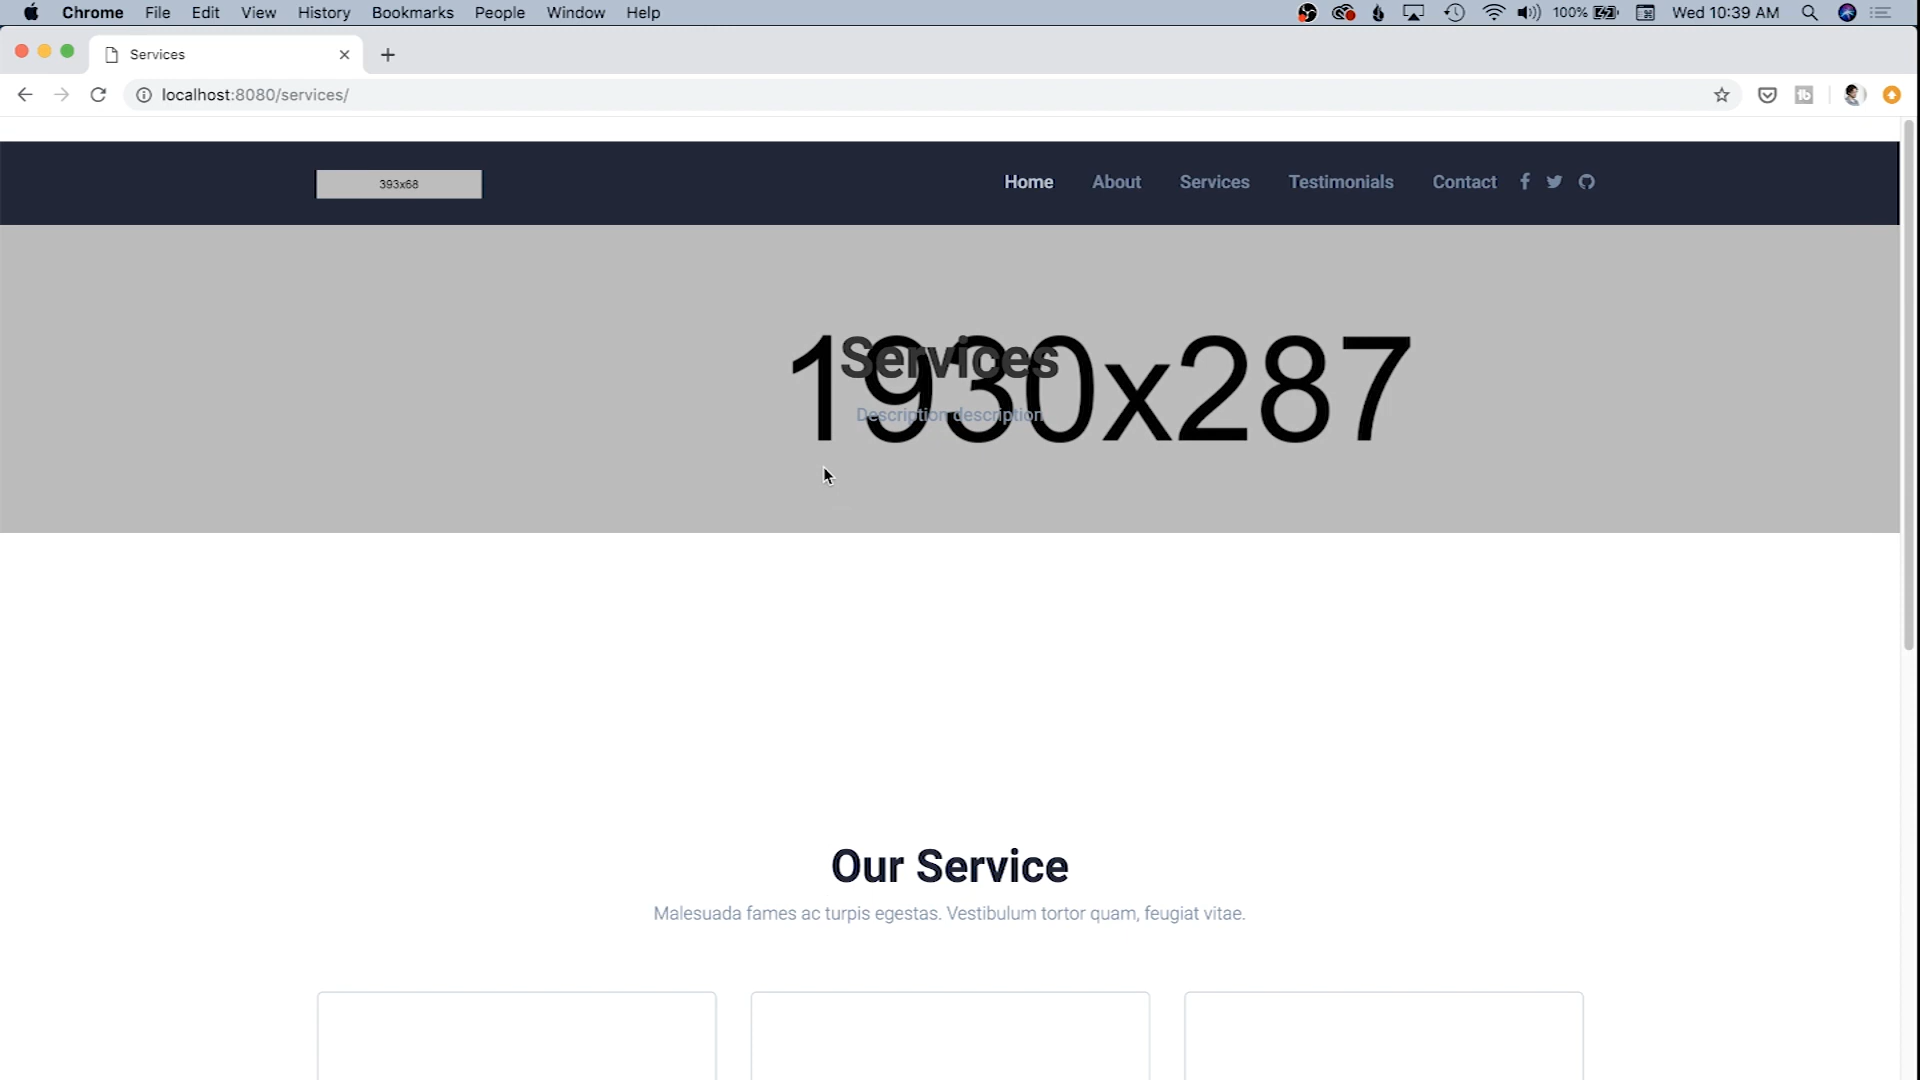 Chrome File Edit View History Bookmarks People Window Help 100% Wed 10:39 AM
Services
localhost:8080/services/
393x68 Home About Services Testimonials Contact
1930x287
Services
Description description
Our Service
Malesuada fames ac turpis egestas. Vestibulum tortor quam, feugiat vitae.